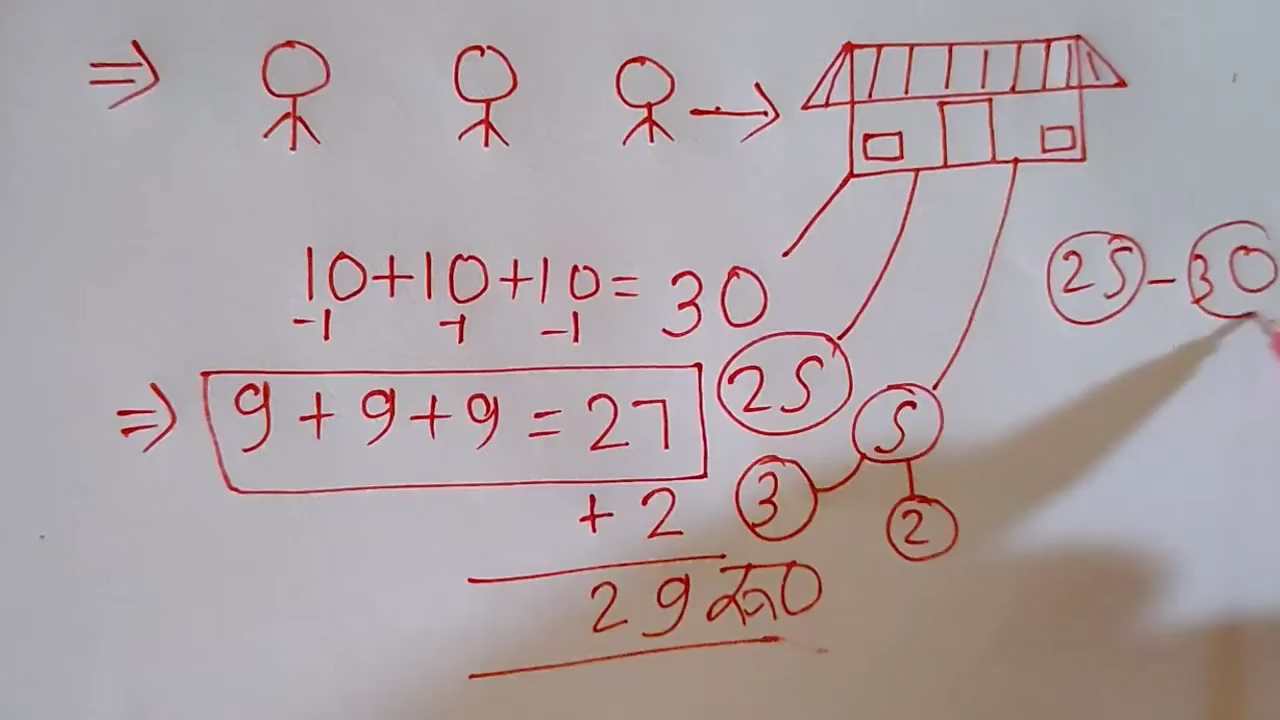 ⇒ →
10+10+10= 30
-1 -1 -1
25 - 30
⇒ 9 + 9 + 9 = 27
25
5
+ 2
3
2
29 रू0